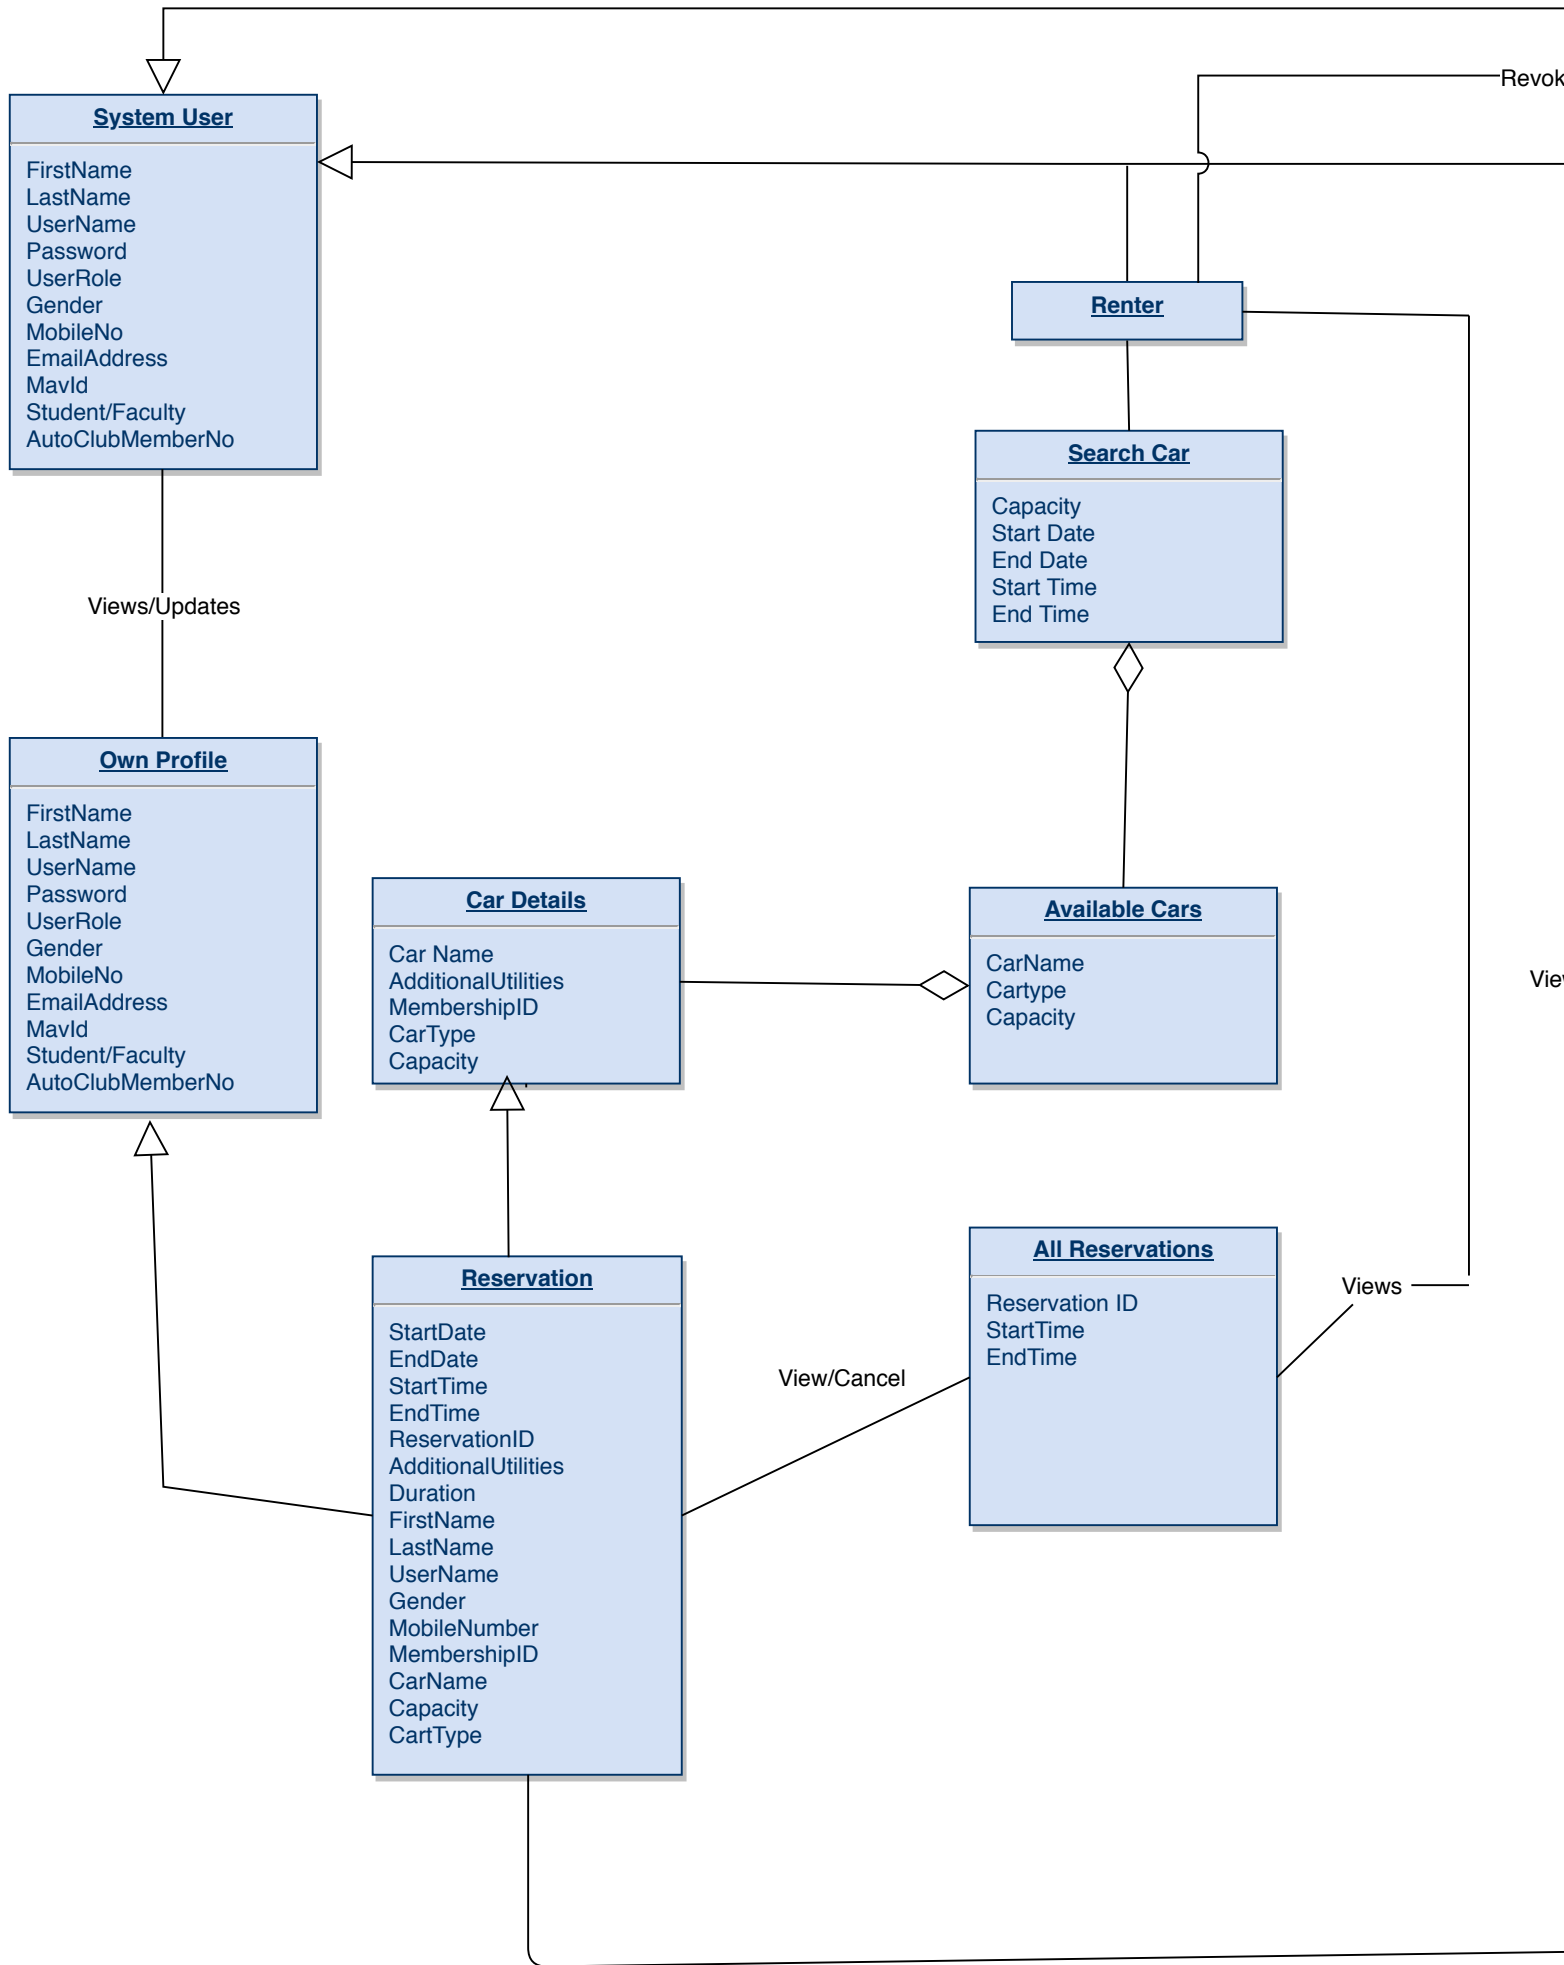 Revok
System User
FirstName
LastName
UserName
Password
UserRole
Gender
MobileNo
EmailAddress
MavId
Student/Faculty
AutoClubMemberNo
Renter
Search Car
Capacity
Start Date
End Date
Start Time
End Time
Views/Updates
Own Profile
FirstName
LastName
UserName
Password
UserRole
Gender
MobileNo
EmailAddress
MavId
Student/Faculty
AutoClubMemberNo
Car Details
Car Name
AdditionalUtilities
MembershipID
CarType
Capacity
Available Cars
CarName
Cartype
Capacity
View
All Reservations
Reservation ID
StartTime
EndTime
Views
View/Cancel
Reservation
StartDate
EndDate
StartTime
EndTime
ReservationID
AdditionalUtilities
Duration
FirstName
LastName
UserName
Gender
MobileNumber
MembershipID
CarName
Capacity
CartType